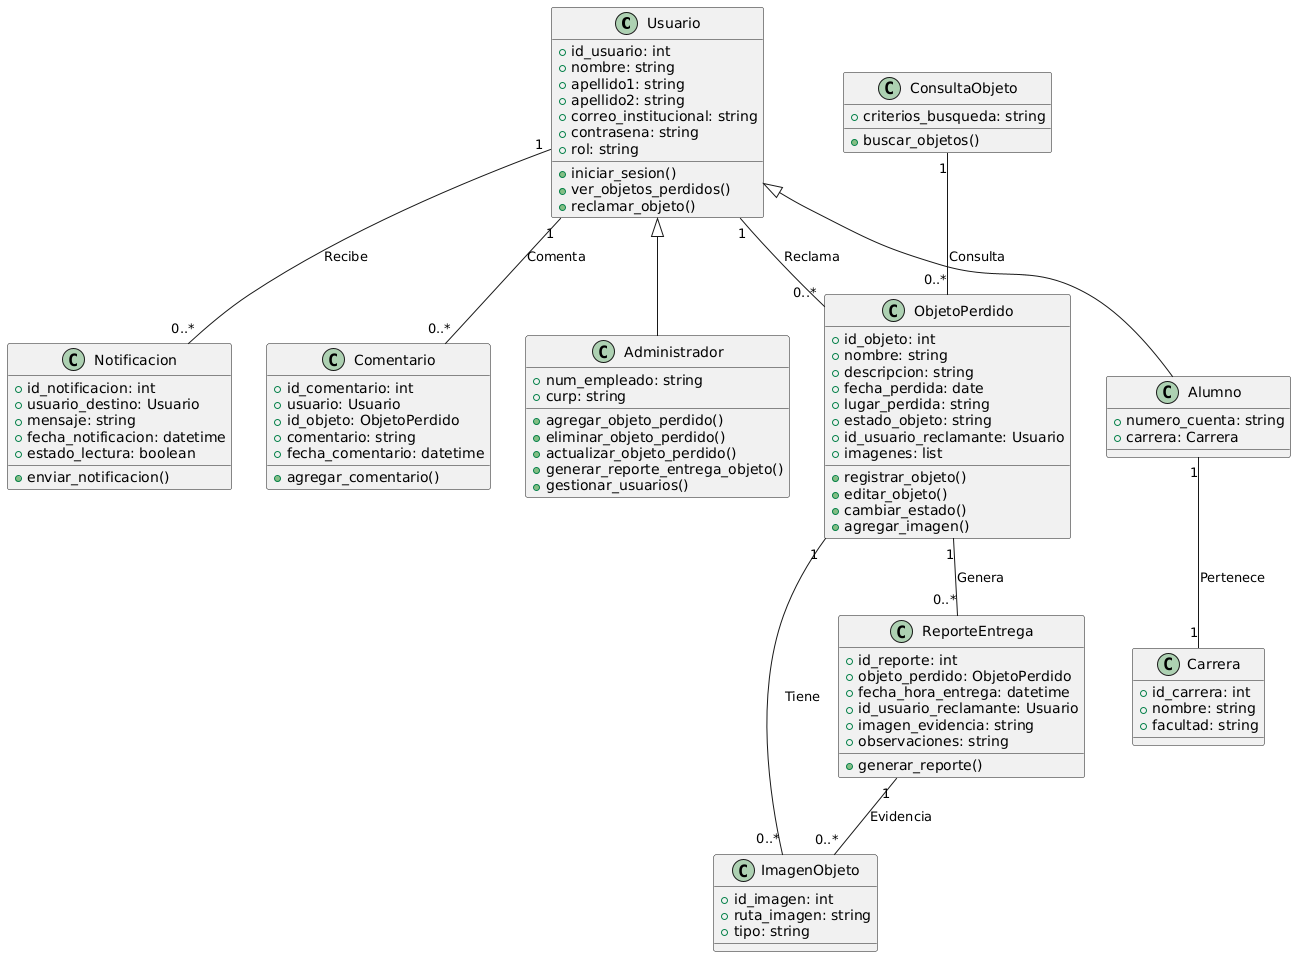 Usuario
id_usuario: int
nombre: string
apellido1: string
apellido2: string
correo_institucional: string
contrasena: string
rol: string
iniciar_sesion()
ver_objetos_perdidos()
reclamar_objeto()
ConsultaObjeto
criterios_busqueda: string
buscar_objetos()
1
1
1
1
Recibe
Comenta
Reclama
Consulta
0..*
0..*
0..*
0..*
Notificacion
id_notificacion: int
usuario_destino: Usuario
mensaje: string
fecha_notificacion: datetime
estado_lectura: boolean
enviar_notificacion()
Comentario
id_comentario: int
usuario: Usuario
id_objeto: ObjetoPerdido
comentario: string
fecha_comentario: datetime
agregar_comentario()
Administrador
num_empleado: string
curp: string
agregar_objeto_perdido()
eliminar_objeto_perdido()
actualizar_objeto_perdido()
generar_reporte_entrega_objeto()
gestionar_usuarios()
ObjetoPerdido
id_objeto: int
nombre: string
descripcion: string
fecha_perdida: date
lugar_perdida: string
estado_objeto: string
id_usuario_reclamante: Usuario
imagenes: list
registrar_objeto()
editar_objeto()
cambiar_estado()
agregar_imagen()
Alumno
numero_cuenta: string
carrera: Carrera
1
1
1
Genera
Pertenece
0..*
1
ReporteEntrega
id_reporte: int
objeto_perdido: ObjetoPerdido
fecha_hora_entrega: datetime
id_usuario_reclamante: Usuario
imagen_evidencia: string
observaciones: string
generar_reporte()
Carrera
id_carrera: int
nombre: string
facultad: string
Tiene
1
Evidencia
0..*
0..*
ImagenObjeto
id_imagen: int
ruta_imagen: string
tipo: string